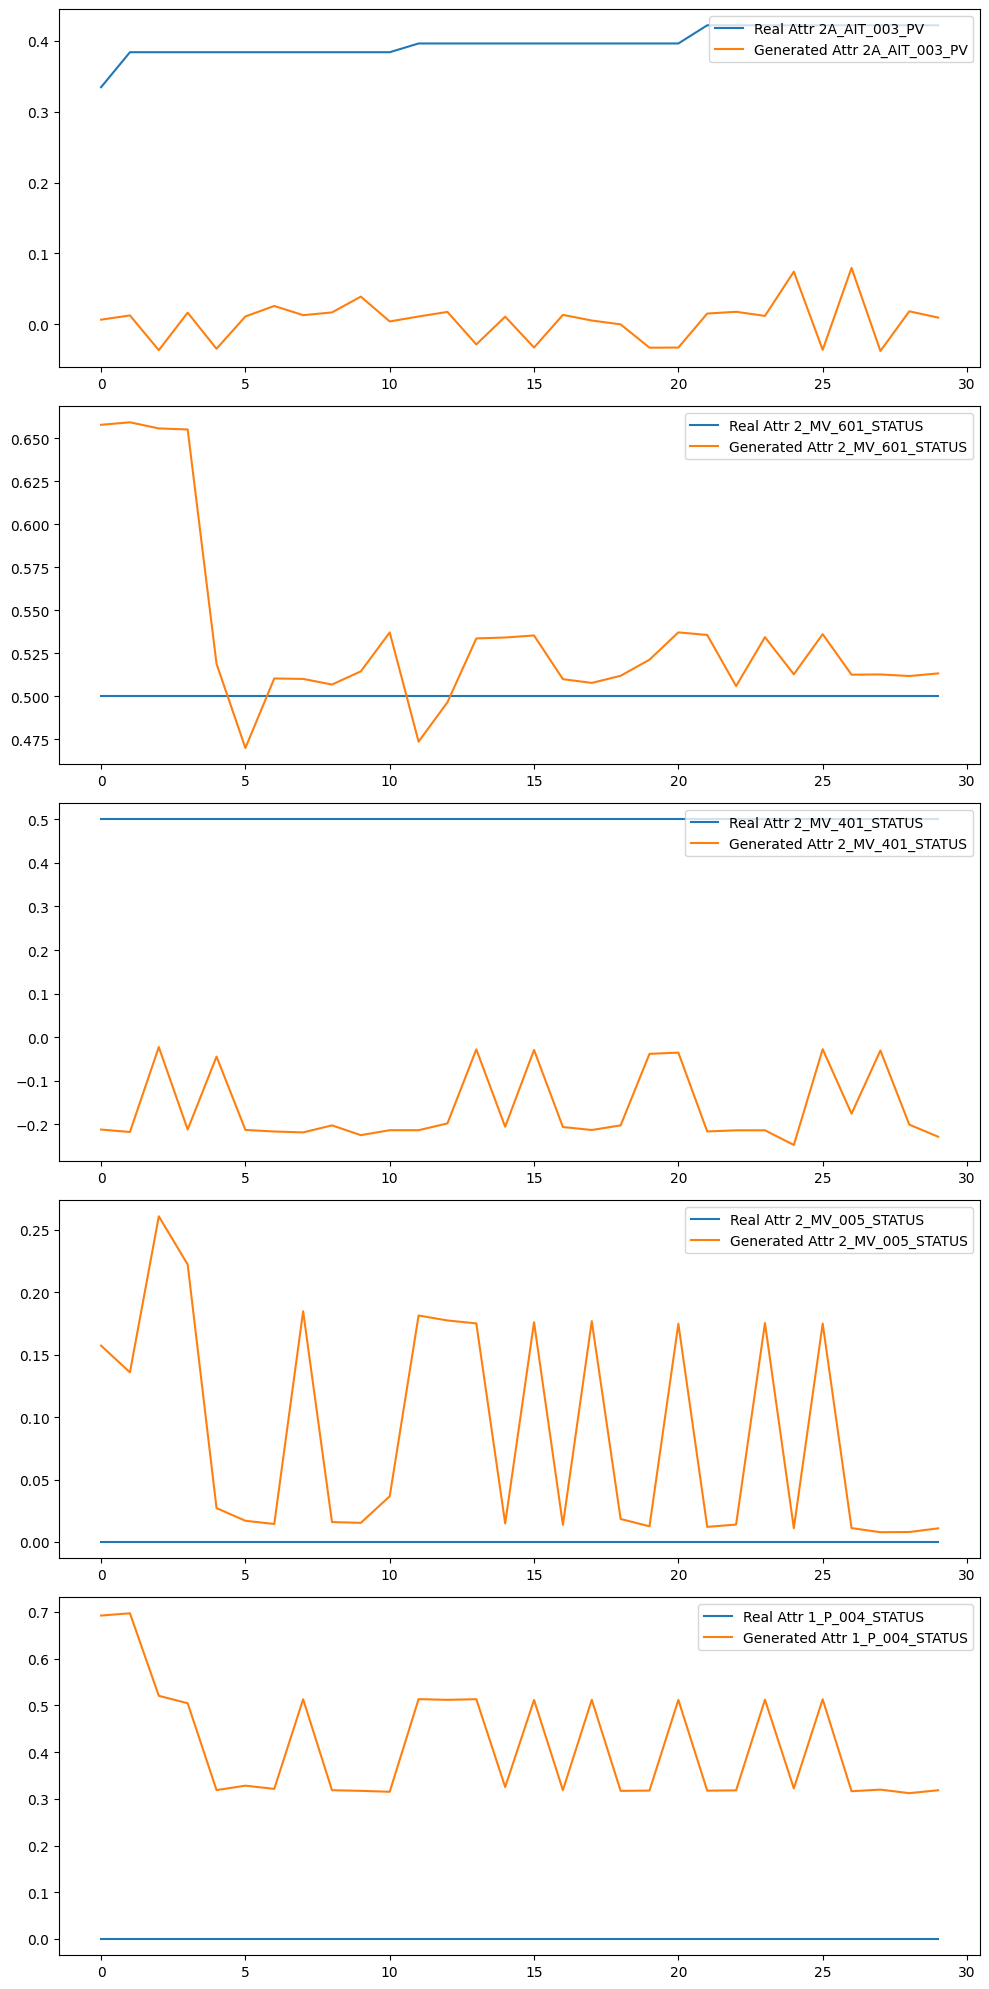 0.4
0.3
0.2
0.1
0.0
Real Attr 2A_AIT_003_PV
Generated Attr 2A_AIT_003_PV
0 5 10 15 20 25 30
0.650
0.625
0.600
0.575
0.550
0.525
0.500
0.475
Real Attr 2_MV_601_STATUS
Generated Attr 2_MV_601_STATUS
0 5 10 15 20 25 30
0.5
0.4
0.3
0.2
0.1
0.0
−0.1
−0.2
Real Attr 2_MV_401_STATUS
Generated Attr 2_MV_401_STATUS
0 5 10 15 20 25 30
0.25
0.20
0.15
0.10
0.05
0.00
Real Attr 2_MV_005_STATUS
Generated Attr 2_MV_005_STATUS
0 5 10 15 20 25 30
0.7
0.6
0.5
0.4
0.3
0.2
0.1
0.0
Real Attr 1_P_004_STATUS
Generated Attr 1_P_004_STATUS
0 5 10 15 20 25 30